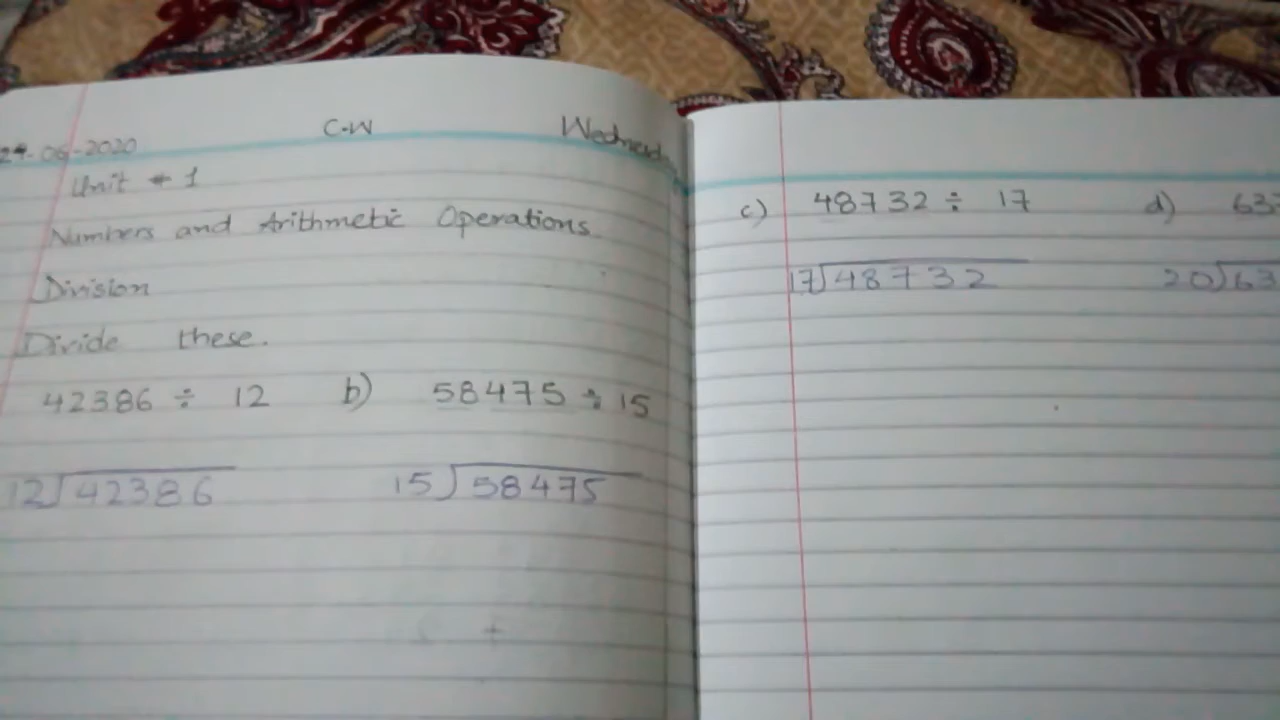 24-06-2020 C-W
Unit # 1
Numbers and Arithmetic Operations
Division
Divide these.
42386 ÷ 12 b) 58475 ÷ 15
12)42386 15)58475
c) 48732 ÷ 17 d)
17)48732 20)